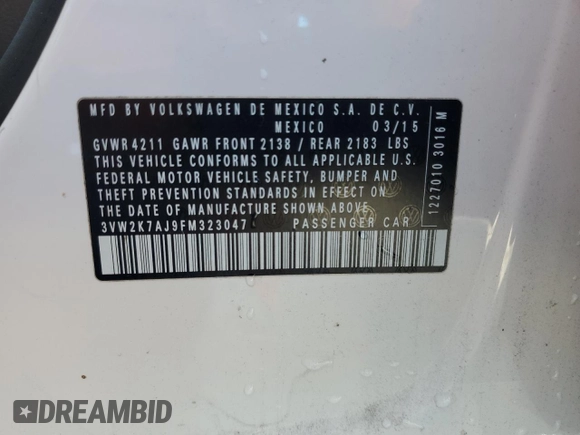 MFD BY VOLKSWAGEN DE MEXICO S.A. DE C.V.
MEXICO 03/15
GVWR 4211 GAWR FRONT 2138 / REAR 2183 LBS
THIS VEHICLE CONFORMS TO ALL APPLICABLE U.S.
FEDERAL MOTOR VEHICLE SAFETY, BUMPER AND
THEFT PREVENTION STANDARDS IN EFFECT ON
THE DATE OF MANUFACTURE SHOWN ABOVE
3VW2K7AJ9FM323047 PASSENGER CAR
1227010 3016 M
DREAMBID